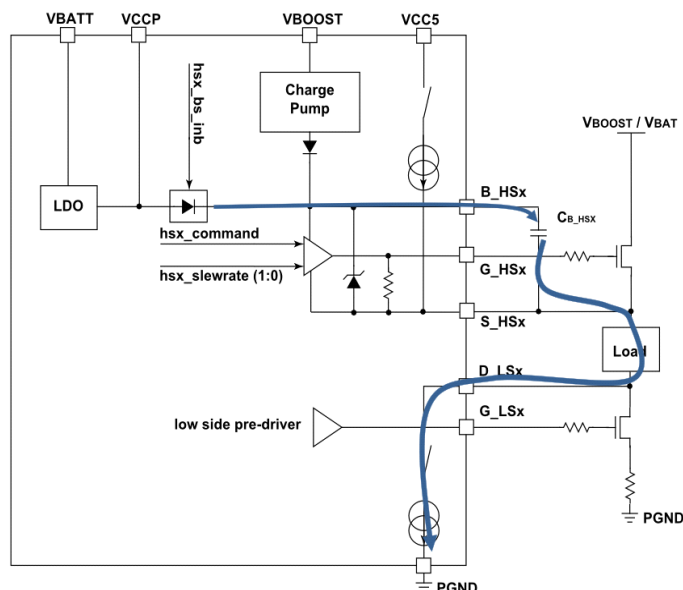 VBATT VCCP VBOOST VCC5
hsx_bs_inb
Charge
Pump
VBOOST / VBAT
LDO
B_HSx
CB_HSX
hsx_command
G_HSx
hsx_slewrate (1:0)
S_HSx
Load
D_LSx
G_LSx
low side pre-driver
PGND
PGND